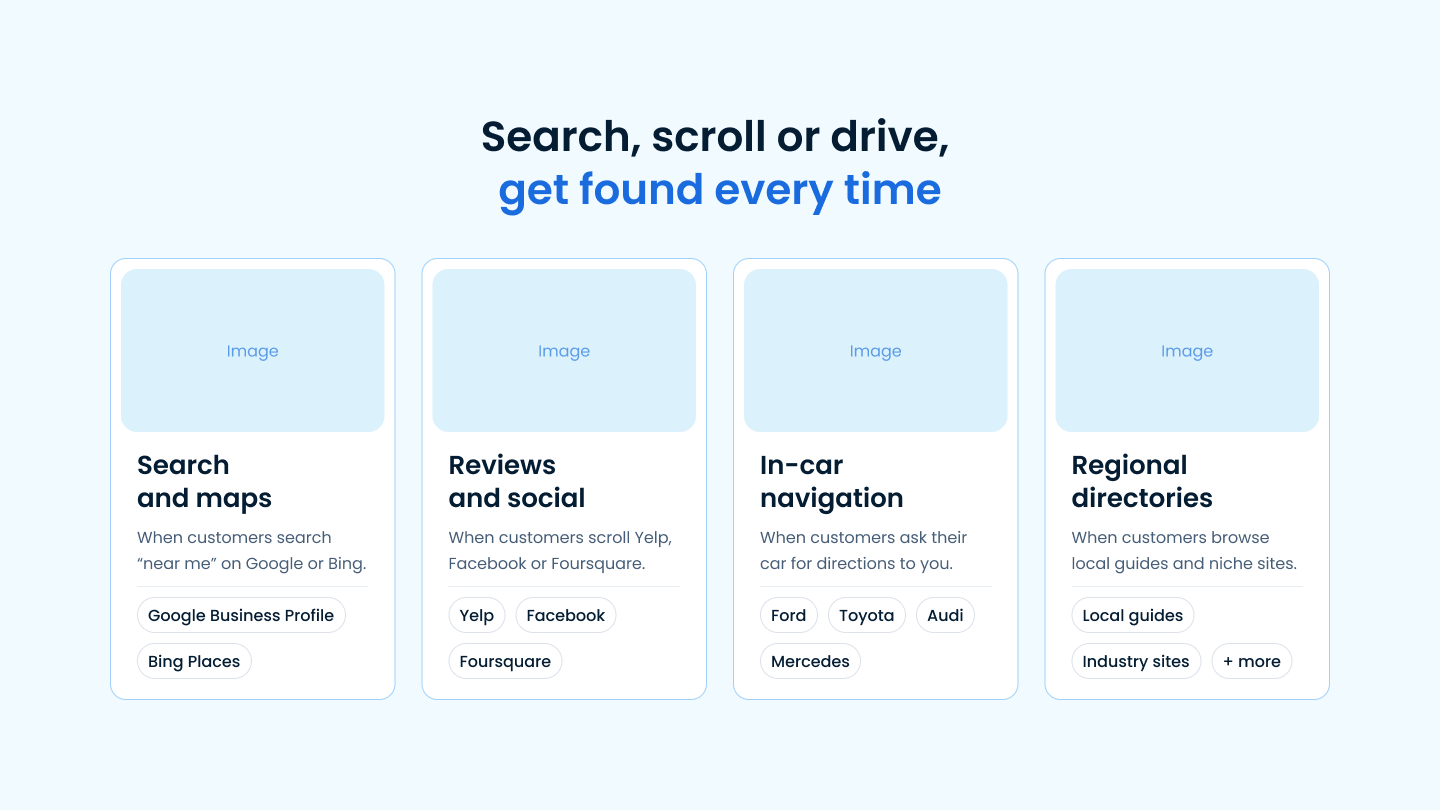 Search, scroll or drive,
get found every time
Image
Search
and maps
When customers search
“near me” on Google or Bing.
Google Business Profile
Bing Places
Image
Reviews
and social
When customers scroll Yelp,
Facebook or Foursquare.
Yelp Facebook
Foursquare
Image
In-car
navigation
When customers ask their
car for directions to you.
Ford Toyota Audi
Mercedes
Image
Regional
directories
When customers browse
local guides and niche sites.
Local guides
Industry sites + more